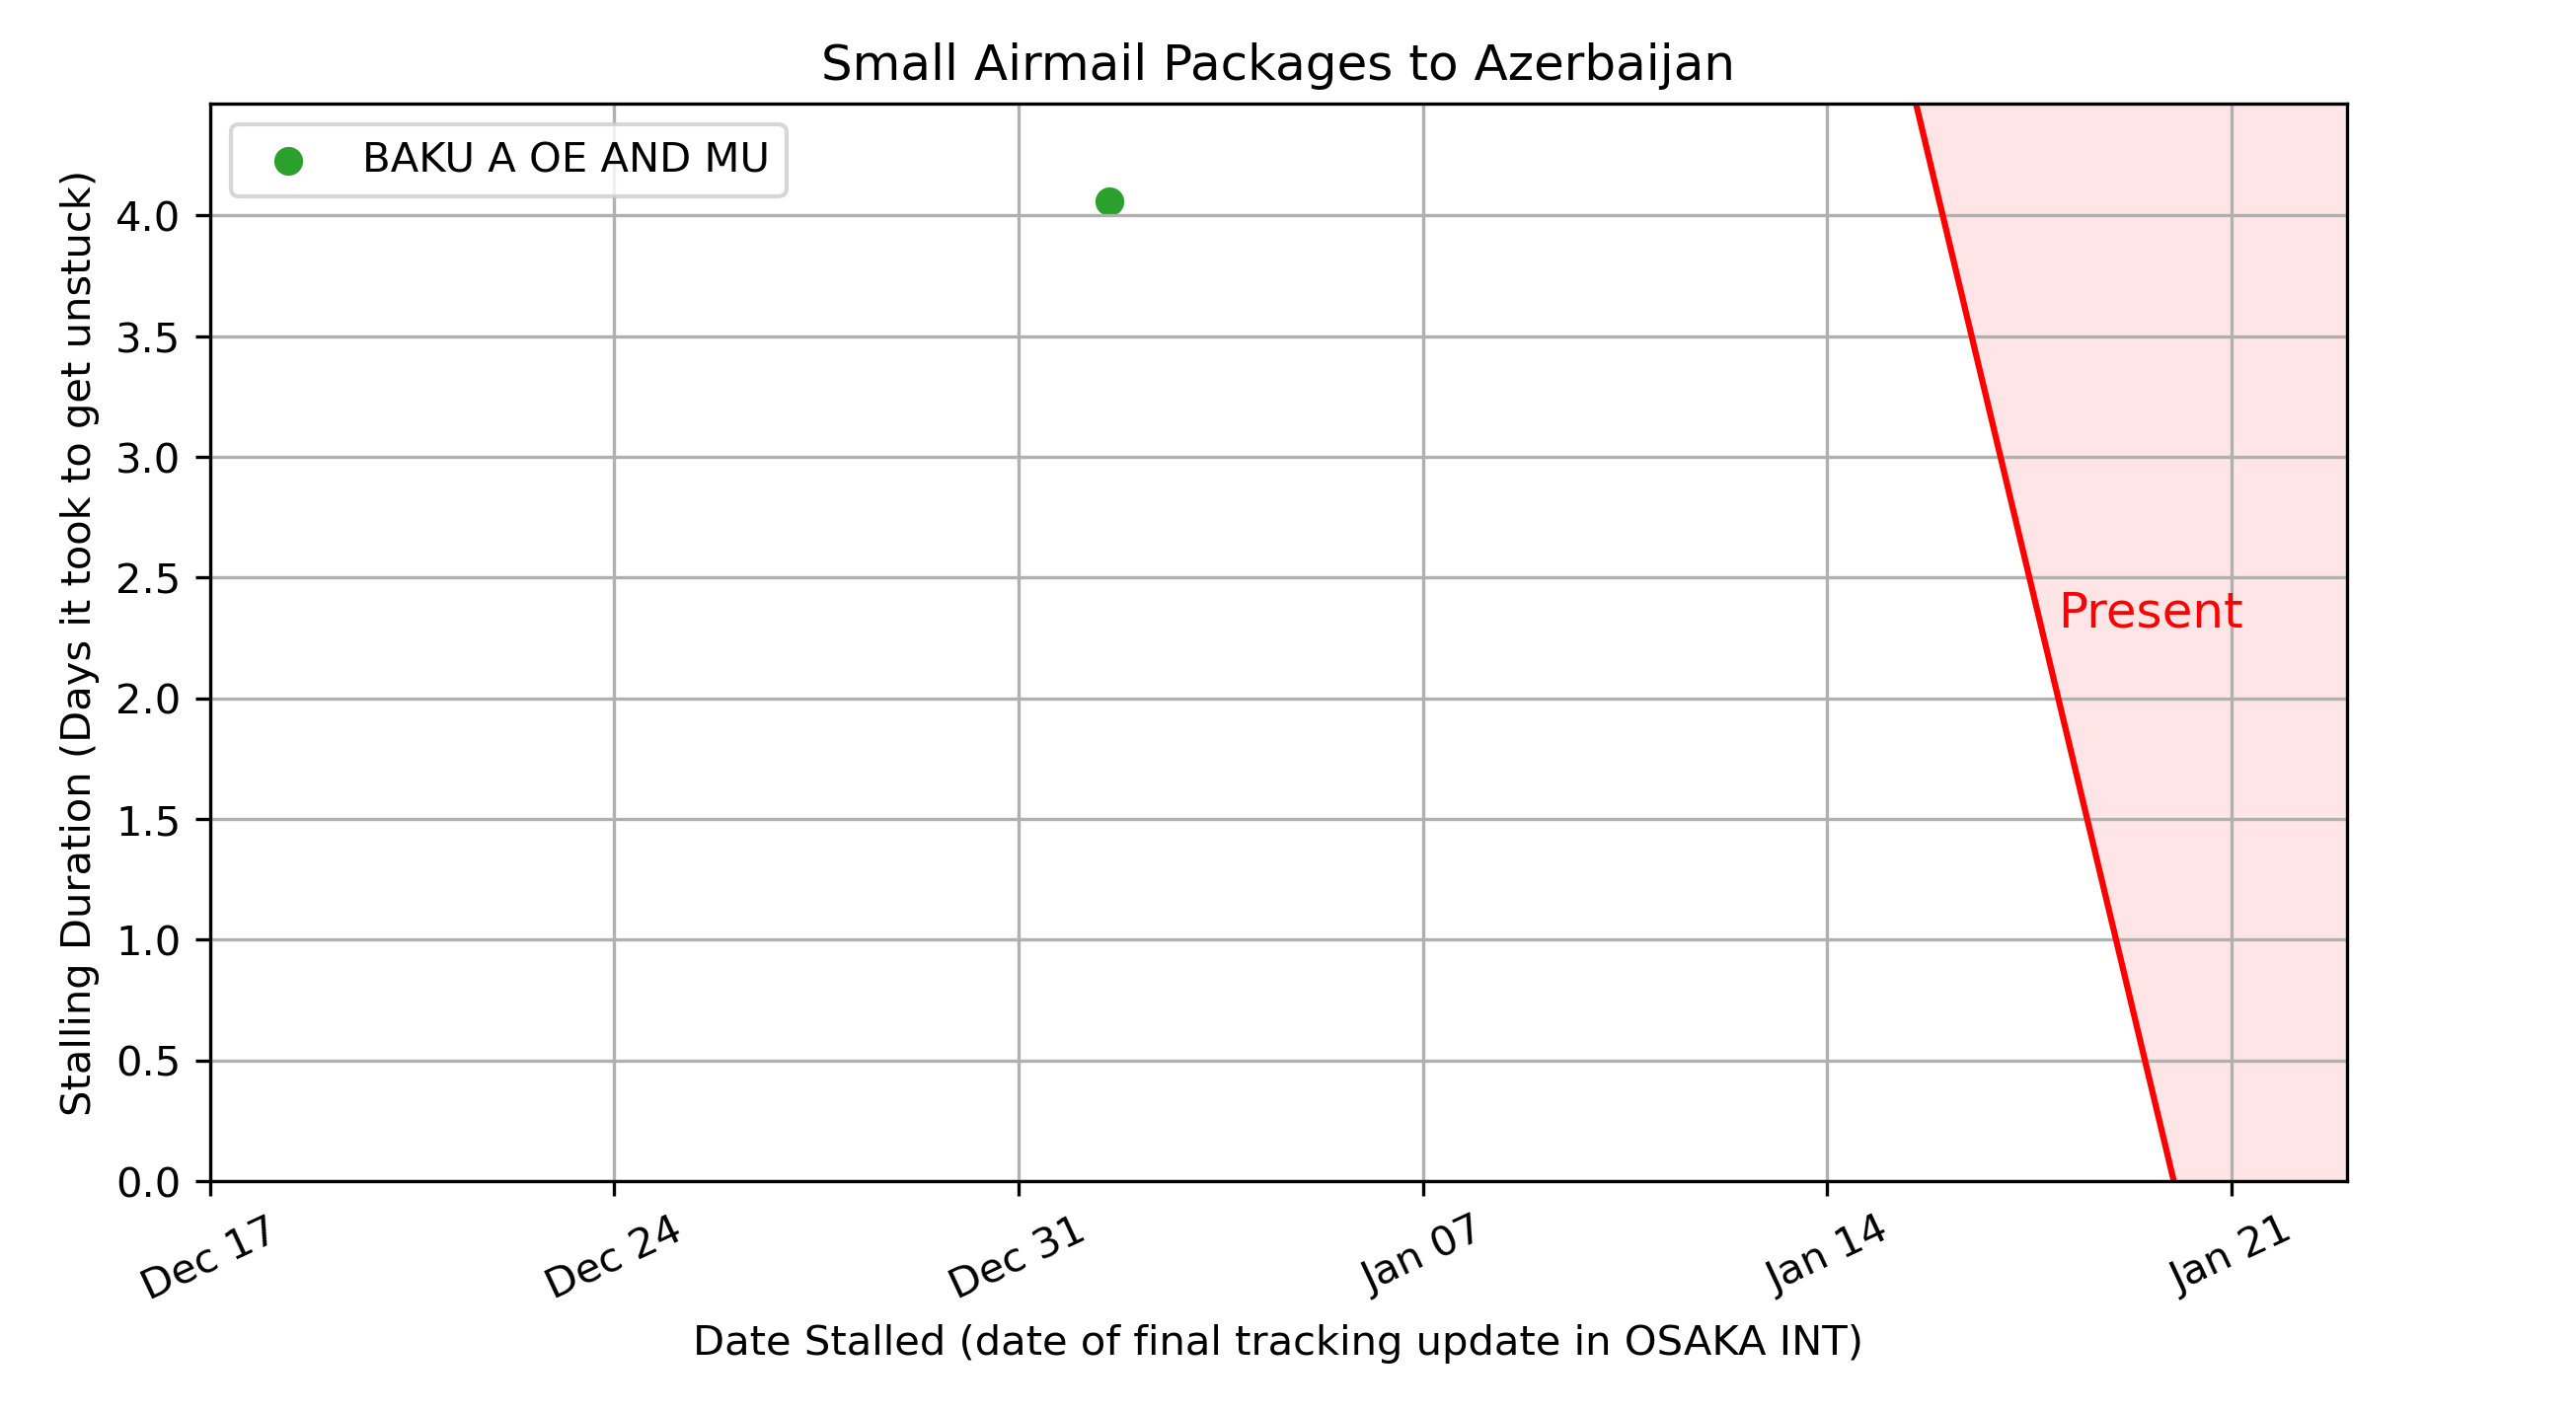 Small Airmail Packages to Azerbaijan
BAKU A OE AND MU
Stalling Duration (Days it took to get unstuck)
4.0
3.5
3.0
2.5
2.0
1.5
1.0
0.5
0.0
Present
Dec 17
Dec 24
Dec 31
Jan 07
Jan 14
Jan 21
Date Stalled (date of final tracking update in OSAKA INT)